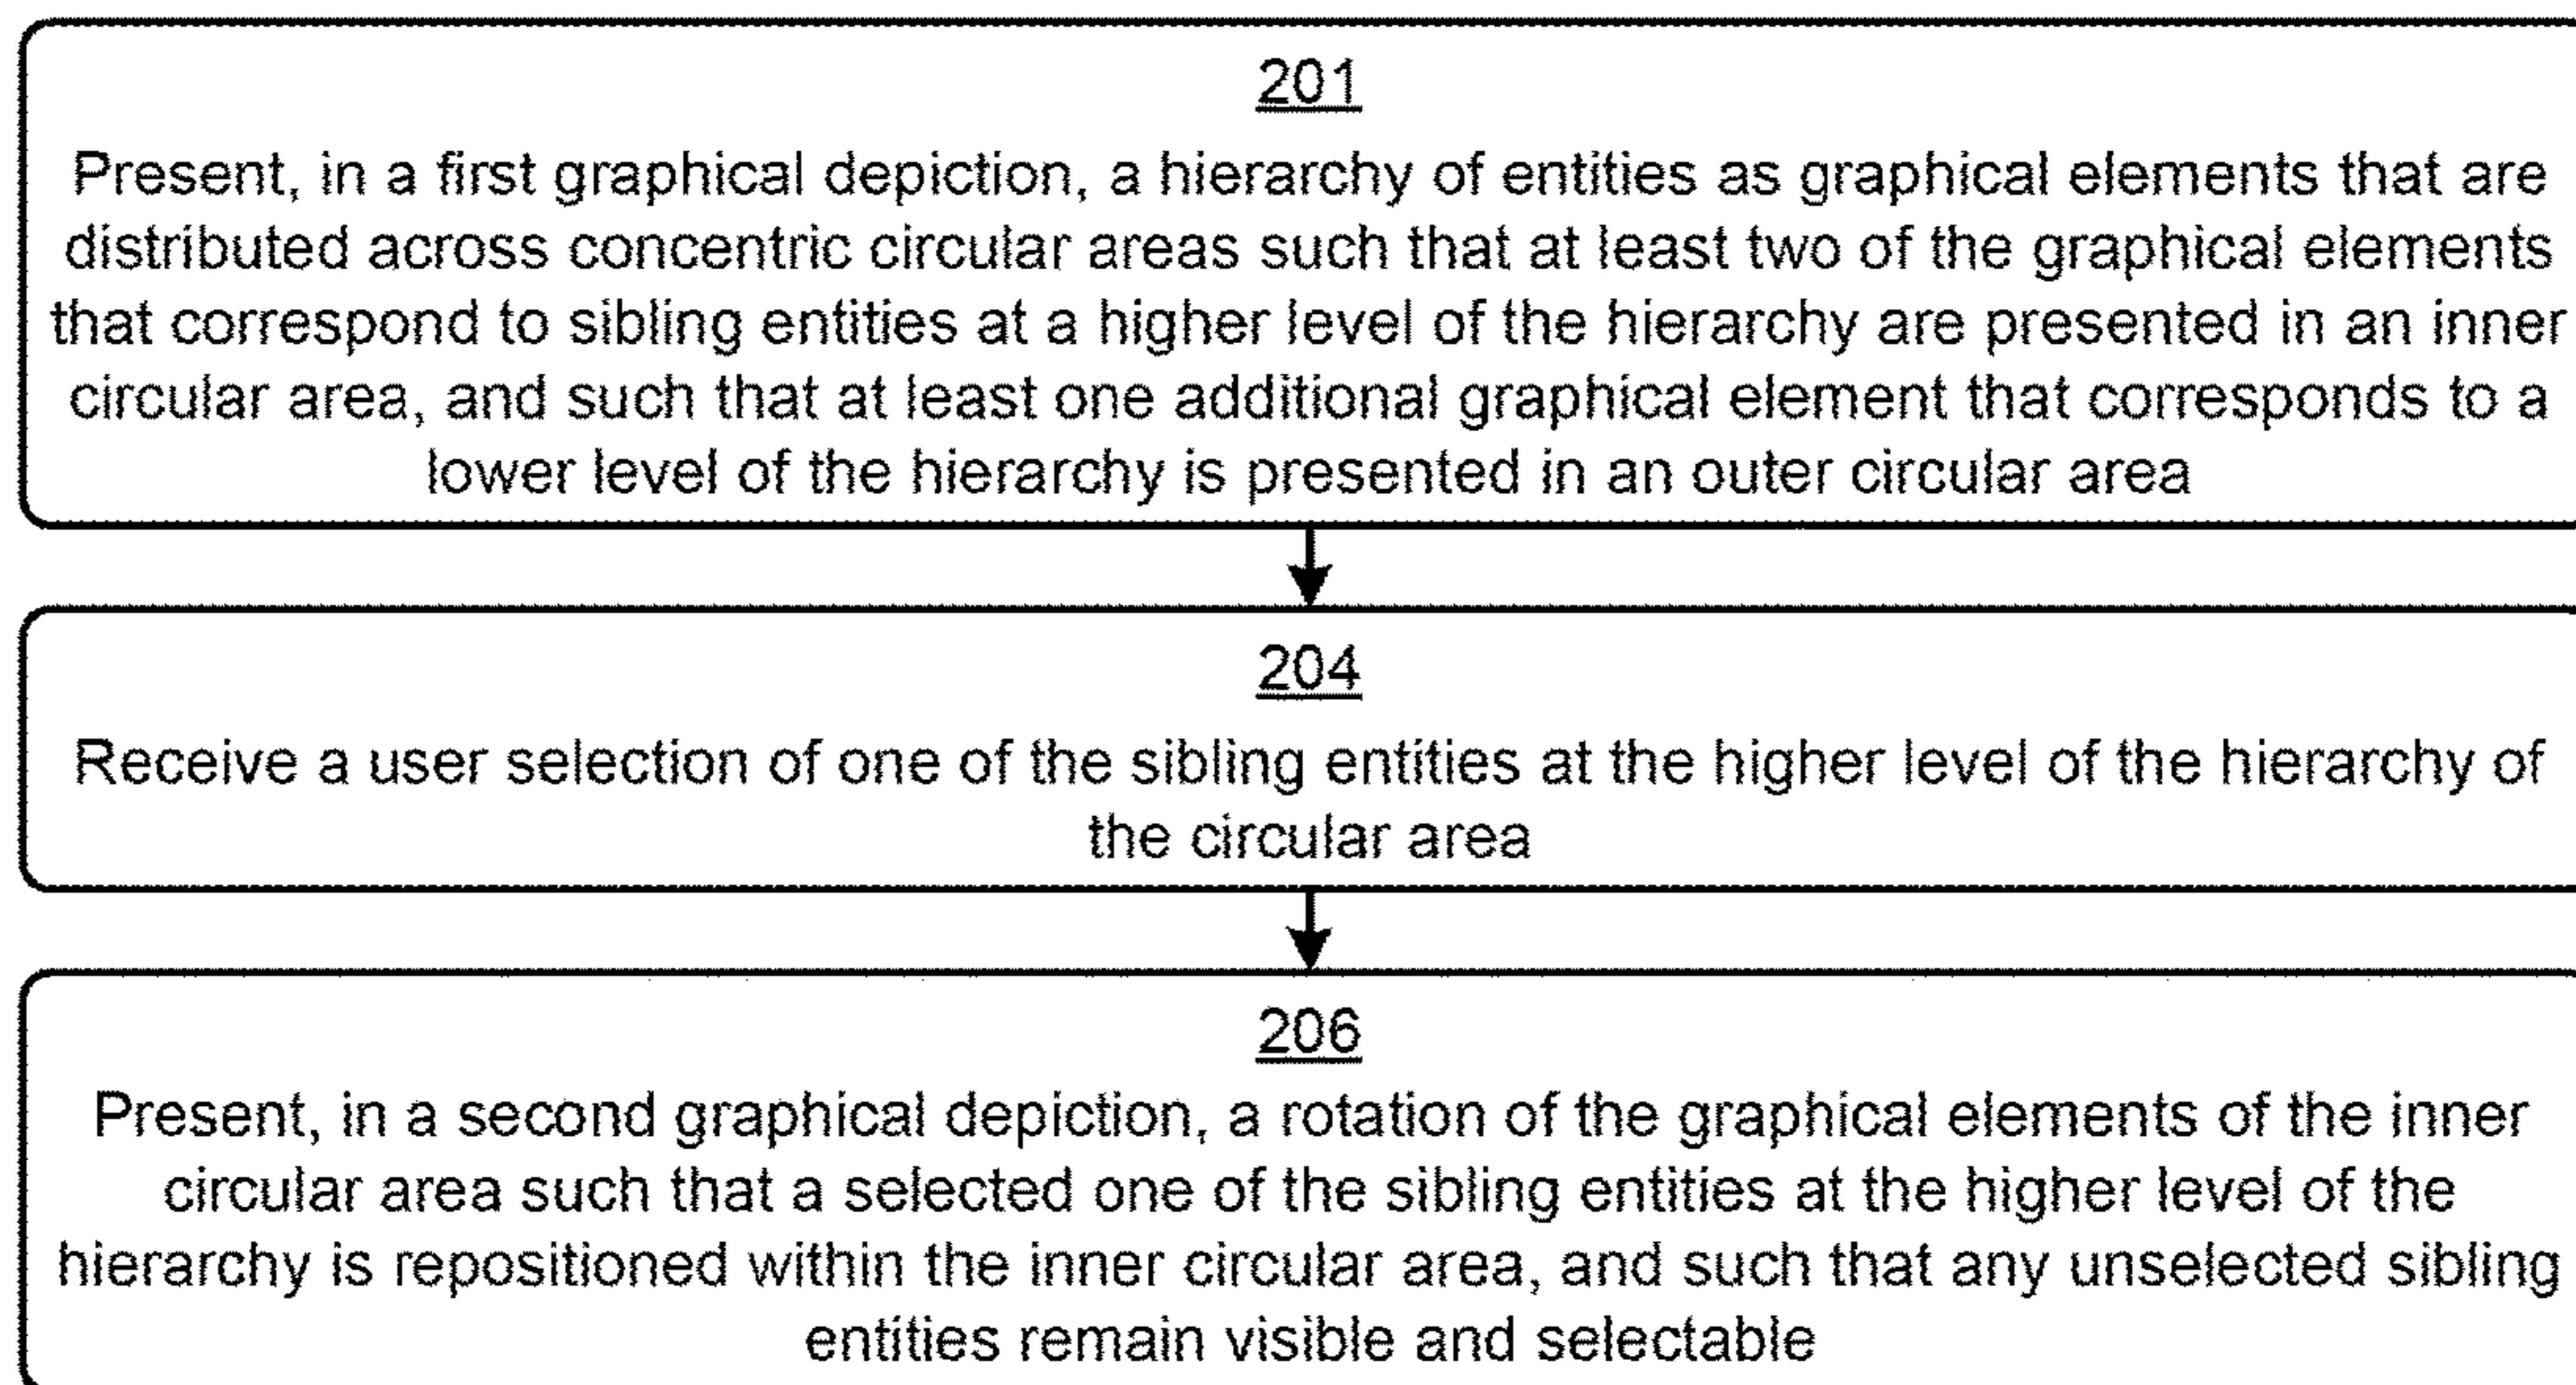 201
Present, in a first graphical depiction, a hierarchy of entities as graphical elements that are
distributed across concentric circular areas such that at least two of the graphical elements
that correspond to sibling entities at a higher level of the hierarchy are presented in an inner
circular area, and such that at least one additional graphical element that corresponds to a
lower level of the hierarchy is presented in an outer circular area
204
Receive a user selection of one of the sibling entities at the higher level of the hierarchy of
the circular area
206
Present, in a second graphical depiction, a rotation of the graphical elements of the inner
circular area such that a selected one of the sibling entities at the higher level of the
hierarchy is repositioned within the inner circular area, and such that any unselected sibling
entities remain visible and selectable